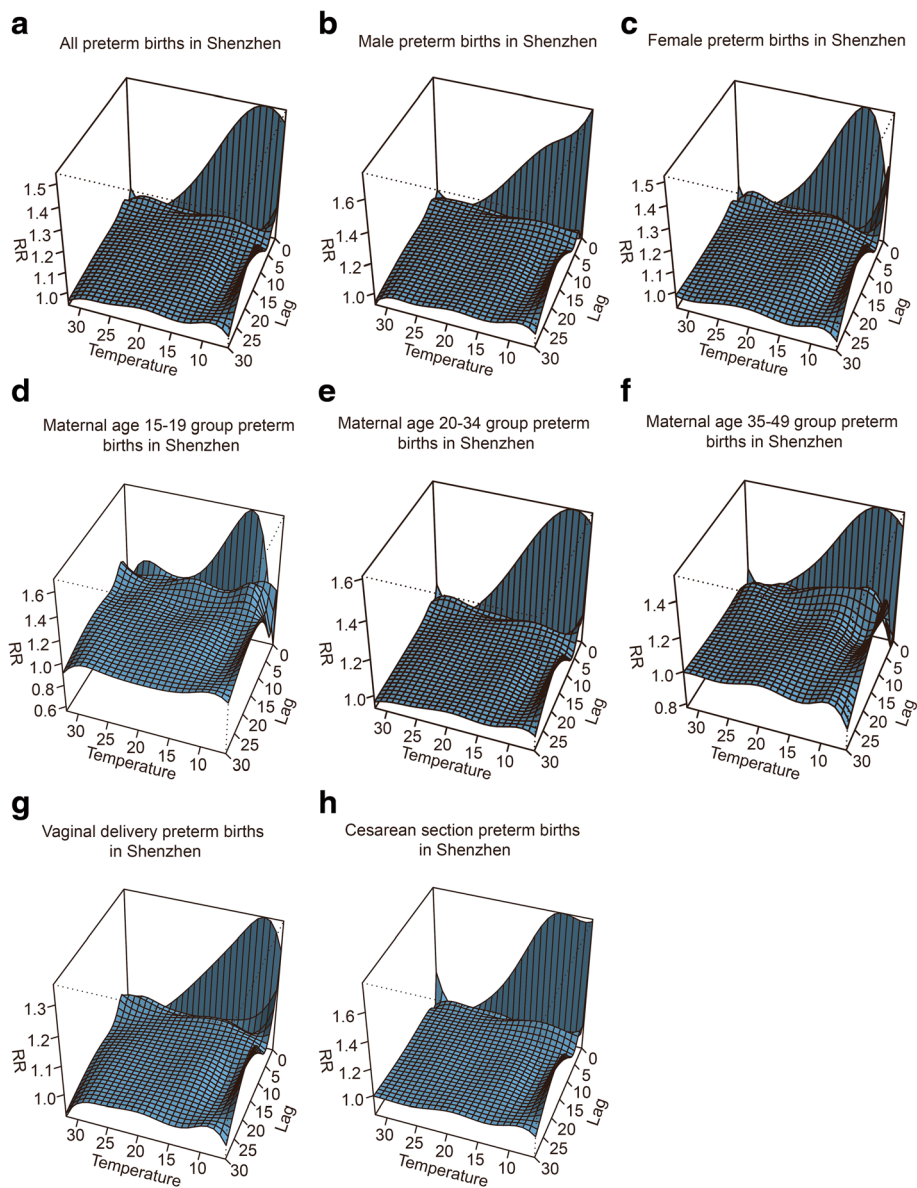 a
All preterm births in Shenzhen
1.5
1.4
1.3
1.2
1.1
1.0
RR
30
25
20
15
10
Temperature
0
5
10
15
20
25
30
Lag
b
Male preterm births in Shenzhen
1.6
1.4
1.2
1.0
RR
30
25
20
15
10
Temperature
0
5
10
15
20
25
30
Lag
c
Female preterm births in Shenzhen
1.5
1.4
1.3
1.2
1.1
1.0
RR
30
25
20
15
10
Temperature
0
5
10
15
20
25
30
Lag
d
Maternal age 15-19 group preterm
births in Shenzhen
1.6
1.4
1.2
1.0
0.8
0.6
RR
30
25
20
15
10
Temperature
0
5
10
15
20
25
30
Lag
e
Maternal age 20-34 group preterm
births in Shenzhen
1.6
1.4
1.2
1.0
RR
30
25
20
15
10
Temperature
0
5
10
15
20
25
30
Lag
f
Maternal age 35-49 group preterm
births in Shenzhen
1.4
1.2
1.0
0.8
RR
30
25
20
15
10
Temperature
0
5
10
15
20
25
30
Lag
g
Vaginal delivery preterm births
in Shenzhen
1.3
1.2
1.1
1.0
RR
30
25
20
15
10
Temperature
0
5
10
15
20
25
30
Lag
h
Cesarean section preterm births
in Shenzhen
1.6
1.4
1.2
1.0
RR
30
25
20
15
10
Temperature
0
5
10
15
20
25
30
Lag